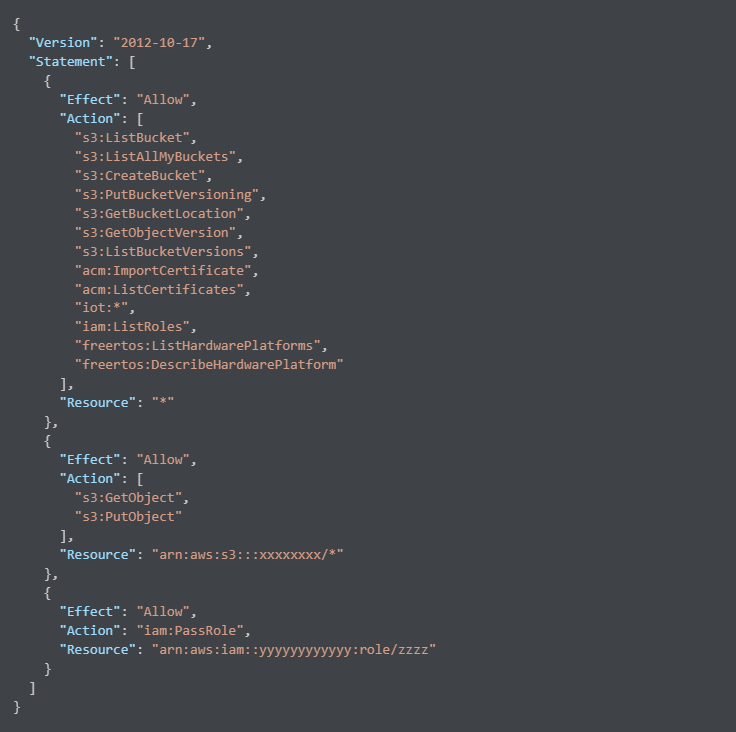 {
  "Version": "2012-10-17",
  "Statement": [
    {
      "Effect": "Allow",
      "Action": [
        "s3:ListBucket",
        "s3:ListAllMyBuckets",
        "s3:CreateBucket",
        "s3:PutBucketVersioning",
        "s3:GetBucketLocation",
        "s3:GetObjectVersion",
        "s3:ListBucketVersions",
        "acm:ImportCertificate",
        "acm:ListCertificates",
        "iot:*",
        "iam:ListRoles",
        "freertos:ListHardwarePlatforms",
        "freertos:DescribeHardwarePlatform"
      ],
      "Resource": "*"
    },
    {
      "Effect": "Allow",
      "Action": [
        "s3:GetObject",
        "s3:PutObject"
      ],
      "Resource": "arn:aws:s3:::xxxxxxxx/*"
    },
    {
      "Effect": "Allow",
      "Action": "iam:PassRole",
      "Resource": "arn:aws:iam::yyyyyyyyyyyy:role/zzzz"
    }
  ]
}